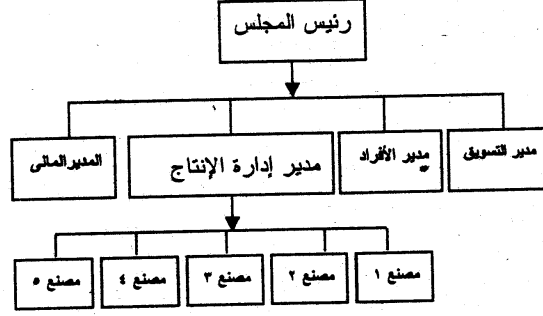 رئيس المجلس
مدير التسويق
مدير الأفراد
مدير إدارة الإنتاج
المدير المالى
مصنع ١
مصنع ٢
مصنع ٣
مصنع ٤
مصنع ٥